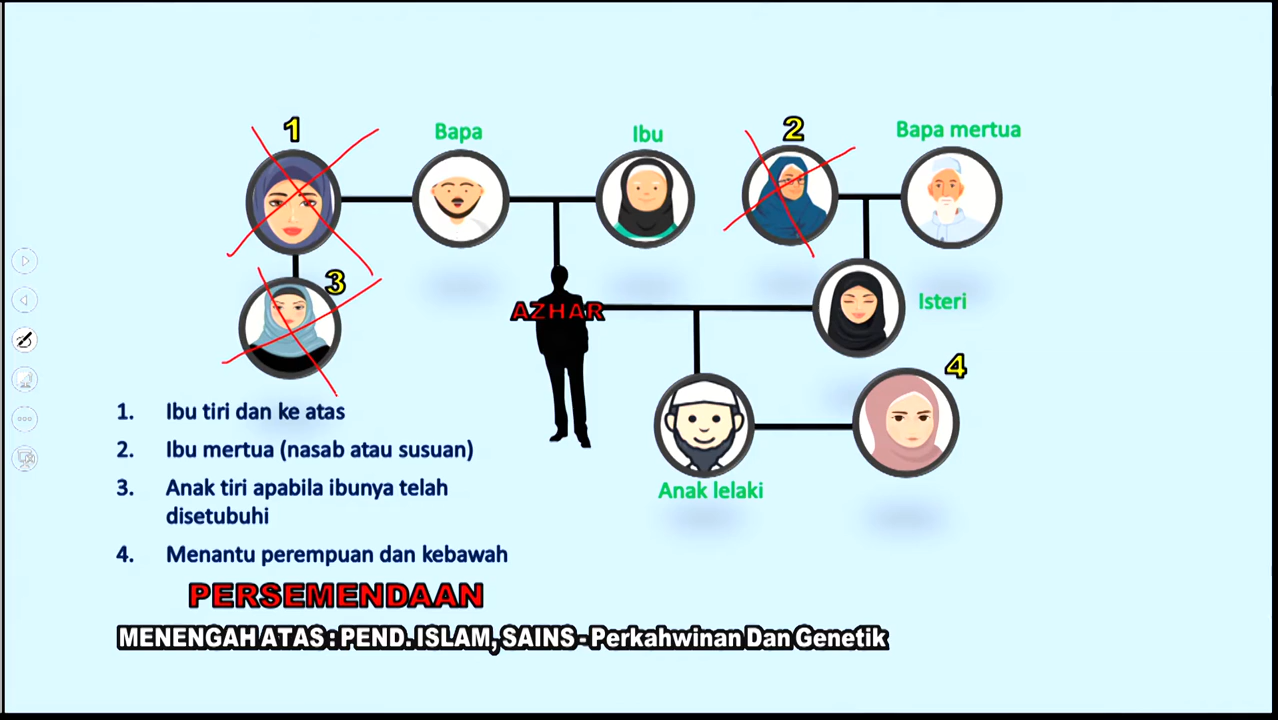 1
Bapa
Ibu
2
Bapa mertua
3
AZHAR
Isteri
4
Anak lelaki
1. Ibu tiri dan ke atas
2. Ibu mertua (nasab atau susuan)
3. Anak tiri apabila ibunya telah
disetubuhi
4. Menantu perempuan dan kebawah
PERSEMENDAAN
MENENGAH ATAS : PEND. ISLAM, SAINS - Perkahwinan Dan Genetik